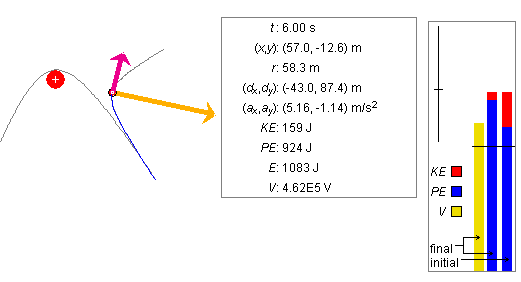 t: 6.00 s
(x,y): (57.0, -12.6) m
r: 58.3 m
(dx,dy): (-43.0, 87.4) m
(ax,ay): (5.16, -1.14) m/s2
KE: 159 J
PE: 924 J
E: 1083 J
V: 4.62E5 V
KE
PE
V
final
initial